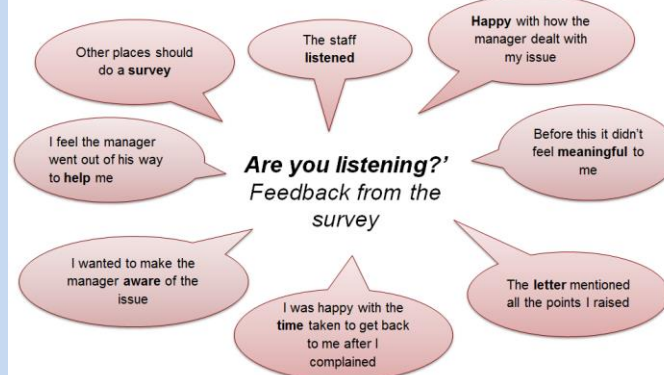 Other places should
do a survey
The staff
listened
Happy with how the
manager dealt with
my issue
I feel the manager
went out of his way
to help me
Are you listening?’
Feedback from the
survey
Before this it didn’t
feel meaningful to
me
I wanted to make the
manager aware of the
issue
I was happy with the
time taken to get back
to me after I
complained
The letter mentioned
all the points I raised